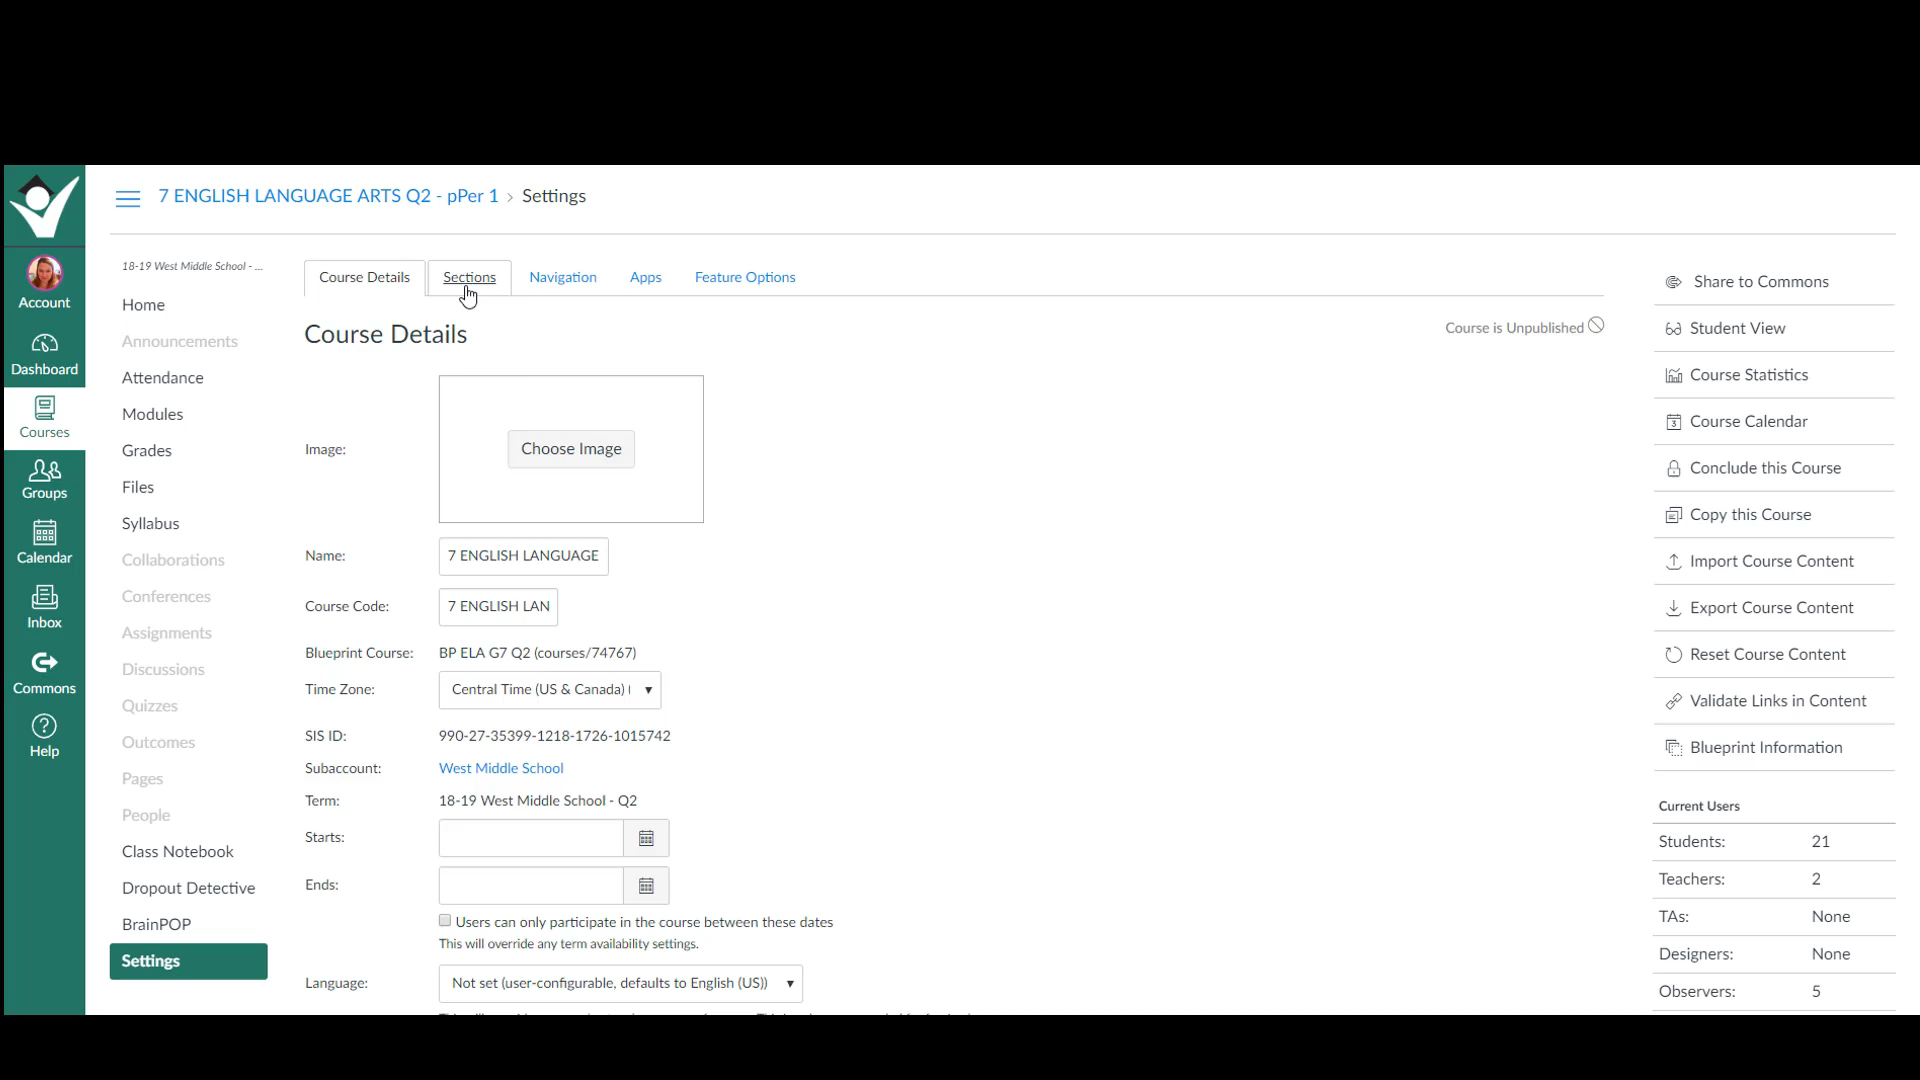 7 ENGLISH LANGUAGE ARTS Q2 - pPer 1 › Settings
Account
Dashboard
Courses
Groups
Calendar
Inbox
Commons
Help
18-19 West Middle School - ...
Home
Announcements
Attendance
Modules
Grades
Files
Syllabus
Collaborations
Conferences
Assignments
Discussions
Quizzes
Outcomes
Pages
People
Class Notebook
Dropout Detective
BrainPOP
Settings
Course Details Sections Navigation Apps Feature Options
Course Details
Course is Unpublished
Image: Choose Image
Name: 7 ENGLISH LANGUAGE
Course Code: 7 ENGLISH LAN
Blueprint Course: BP ELA G7 Q2 (courses/74767)
Time Zone: Central Time (US & Canada) (
SIS ID: 990-27-35399-1218-1726-1015742
Subaccount: West Middle School
Term: 18-19 West Middle School - Q2
Starts:
Ends:
Users can only participate in the course between these dates
This will override any term availability settings.
Language: Not set (user-configurable, defaults to English (US))
Share to Commons
Student View
Course Statistics
3 Course Calendar
Conclude this Course
Copy this Course
Import Course Content
Export Course Content
Reset Course Content
Validate Links in Content
Blueprint Information
Current Users
Students: 21
Teachers: 2
TAs: None
Designers: None
Observers: 5